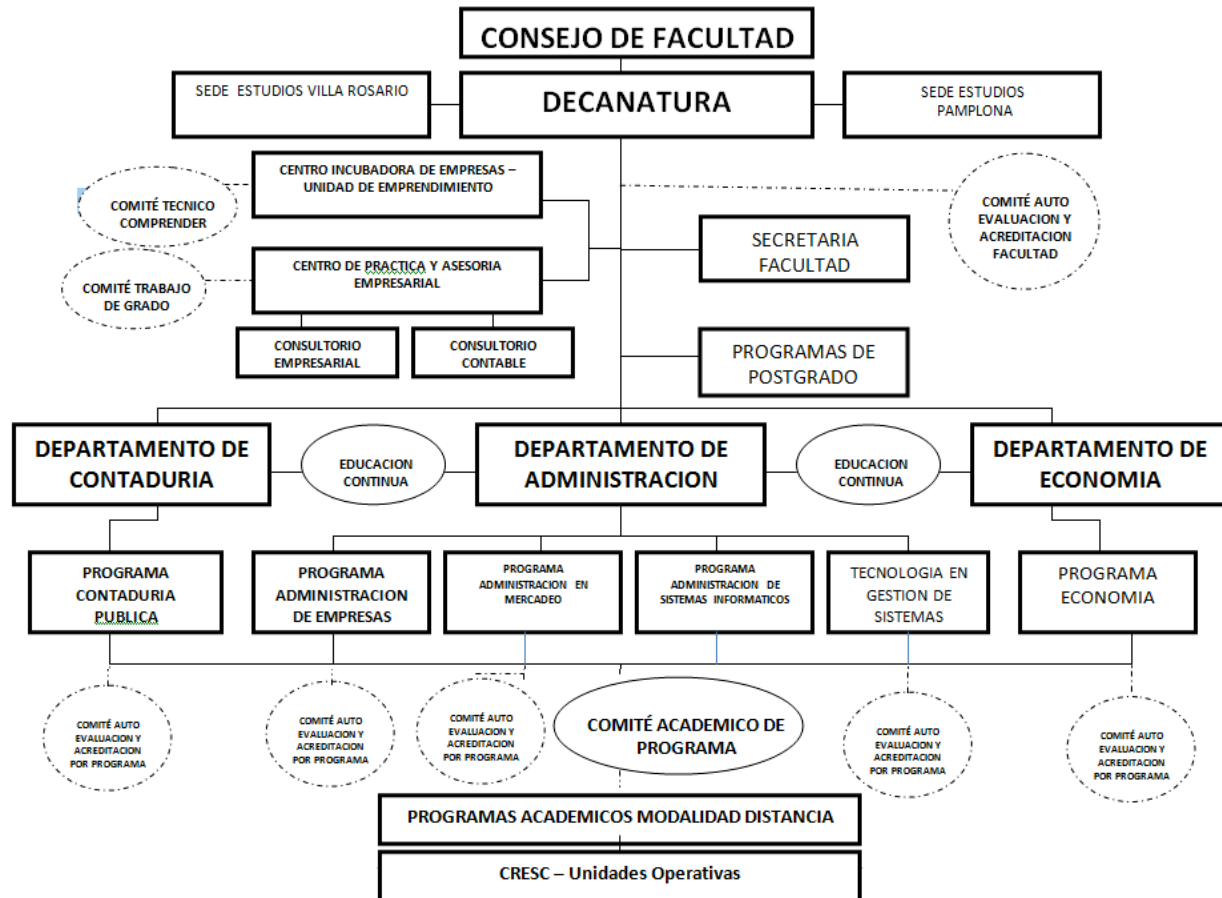 CONSEJO DE FACULTAD
SEDE ESTUDIOS VILLA ROSARIO
DECANATURA
SEDE ESTUDIOS
PAMPLONA
CENTRO INCUBADORA DE EMPRESAS –
UNIDAD DE EMPRENDIMIENTO
COMITÉ TECNICO
COMPRENDER
COMITÉ AUTO
EVALUACION Y
ACREDITACION
FACULTAD
SECRETARIA
FACULTAD
CENTRO DE PRACTICA Y ASESORIA
EMPRESARIAL
COMITÉ TRABAJO
DE GRADO
CONSULTORIO
EMPRESARIAL
CONSULTORIO
CONTABLE
PROGRAMAS DE
POSTGRADO
DEPARTAMENTO DE
CONTADURIA
EDUCACION
CONTINUA
DEPARTAMENTO DE
ADMINISTRACION
EDUCACION
CONTINUA
DEPARTAMENTO DE
ECONOMIA
PROGRAMA
CONTADURIA
PUBLICA
PROGRAMA
ADMINISTRACION
DE EMPRESAS
PROGRAMA
ADMINISTRACION EN
MERCADEO
PROGRAMA
ADMINISTRACION DE
SISTEMAS INFORMATICOS
TECNOLOGIA EN
GESTION DE
SISTEMAS
PROGRAMA
ECONOMIA
COMITÉ AUTO
EVALUACION Y
ACREDITACION
POR PROGRAMA
COMITÉ AUTO
EVALUACION Y
ACREDITACION
POR PROGRAMA
COMITÉ AUTO
EVALUACION Y
ACREDITACION
POR PROGRAMA
COMITÉ ACADEMICO DE
PROGRAMA
COMITÉ AUTO
EVALUACION Y
ACREDITACION
POR PROGRAMA
COMITÉ AUTO
EVALUACION Y
ACREDITACION
POR PROGRAMA
PROGRAMAS ACADEMICOS MODALIDAD DISTANCIA
CRESC – Unidades Operativas